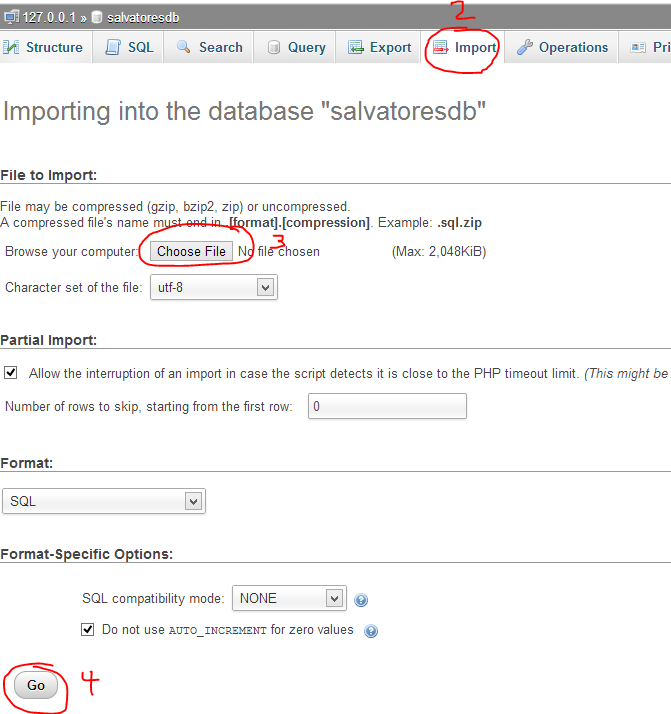 2
127.0.0.1 » salvatoresdb
Structure SQL Search Query Export Import Operations Pri
Importing into the database "salvatoresdb"
File to Import:
File may be compressed (gzip, bzip2, zip) or uncompressed.
A compressed file's name must end in .[format].[compression]. Example: .sql.zip
Browse your computer: Choose File No file chosen (Max: 2,048KiB)
3
Character set of the file: utf-8
Partial Import:
Allow the interruption of an import in case the script detects it is close to the PHP timeout limit. (This might be
Number of rows to skip, starting from the first row: 0
Format:
SQL
Format-Specific Options:
SQL compatibility mode: NONE
Do not use AUTO_INCREMENT for zero values
Go 4